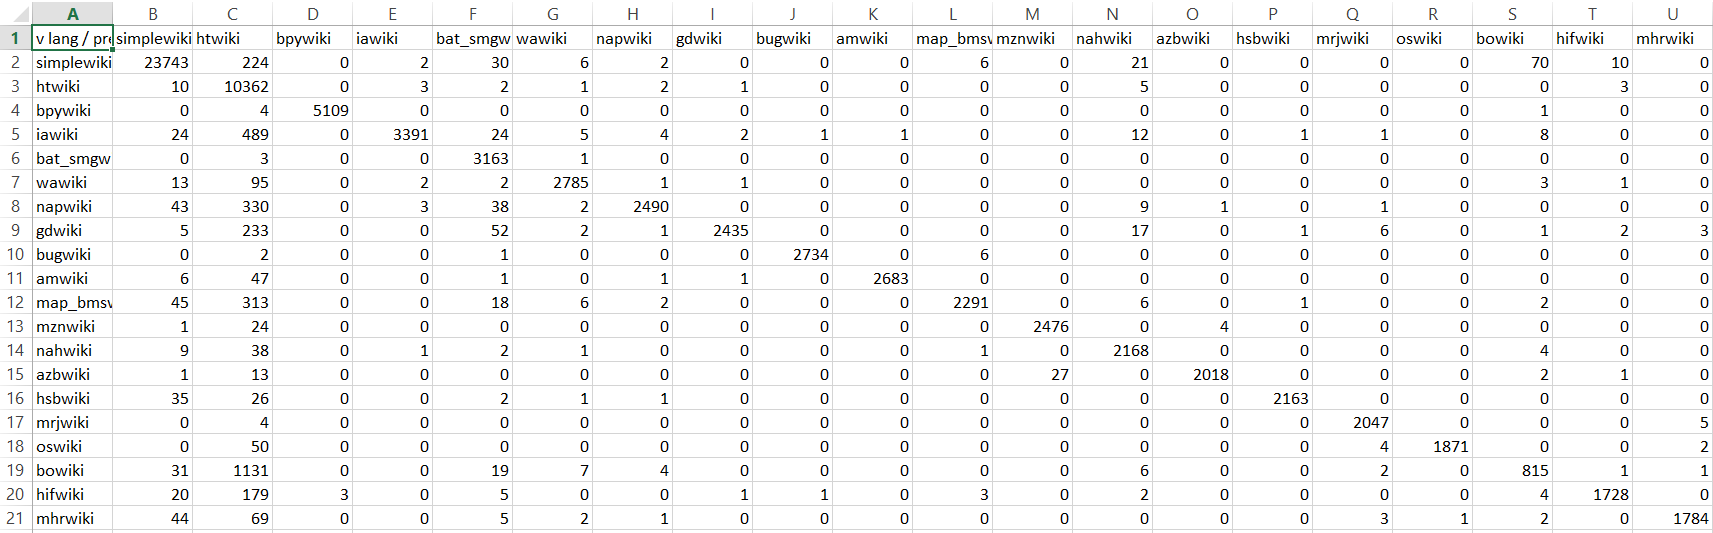 A B C D E F G H I J K L M N O P Q R S T U
1 v lang / pre simplewiki htwiki bpywiki iawiki bat_smgw wawiki napwiki gdwiki bugwiki amwiki map_bmsv mznwiki nahwiki azbwiki hsbwiki mrjwiki oswiki bowiki hifwiki mhrwiki
2 simplewiki 23743 224 0 2 30 6 2 0 0 0 6 0 21 0 0 0 0 70 10 0
3 htwiki 10 10362 0 3 2 1 2 1 0 0 0 0 5 0 0 0 0 0 3 0
4 bpywiki 0 4 5109 0 0 0 0 0 0 0 0 0 0 0 0 0 0 1 0 0
5 iawiki 24 489 0 3391 24 5 4 2 1 1 0 0 12 0 1 1 0 8 0 0
6 bat_smgw 0 3 0 0 3163 1 0 0 0 0 0 0 0 0 0 0 0 0 0 0
7 wawiki 13 95 0 2 2 2785 1 1 0 0 0 0 0 0 0 0 0 3 1 0
8 napwiki 43 330 0 3 38 2 2490 0 0 0 0 0 9 1 0 1 0 0 0 0
9 gdwiki 5 233 0 0 52 2 1 2435 0 0 0 0 17 0 1 6 0 1 2 3
10 bugwiki 0 2 0 0 1 0 0 0 2734 0 6 0 0 0 0 0 0 0 0 0
11 amwiki 6 47 0 0 1 0 1 1 0 2683 0 0 0 0 0 0 0 0 0 0
12 map_bmsv 45 313 0 0 18 6 2 0 0 0 2291 0 6 0 1 0 0 2 0 0
13 mznwiki 1 24 0 0 0 0 0 0 0 0 0 2476 0 4 0 0 0 0 0 0
14 nahwiki 9 38 0 1 2 1 0 0 0 0 1 0 2168 0 0 0 0 4 0 0
15 azbwiki 1 13 0 0 0 0 0 0 0 0 0 27 0 2018 0 0 0 2 1 0
16 hsbwiki 35 26 0 0 2 1 1 0 0 0 0 0 0 0 2163 0 0 0 0 0
17 mrjwiki 0 4 0 0 0 0 0 0 0 0 0 0 0 0 0 2047 0 0 0 5
18 oswiki 0 50 0 0 0 0 0 0 0 0 0 0 0 0 0 4 1871 0 0 2
19 bowiki 31 1131 0 0 19 7 4 0 0 0 0 0 6 0 0 2 0 815 1 1
20 hifwiki 20 179 3 0 5 0 0 1 1 0 3 0 2 0 0 0 0 4 1728 0
21 mhrwiki 44 69 0 0 5 2 1 0 0 0 0 0 0 0 0 3 1 2 0 1784